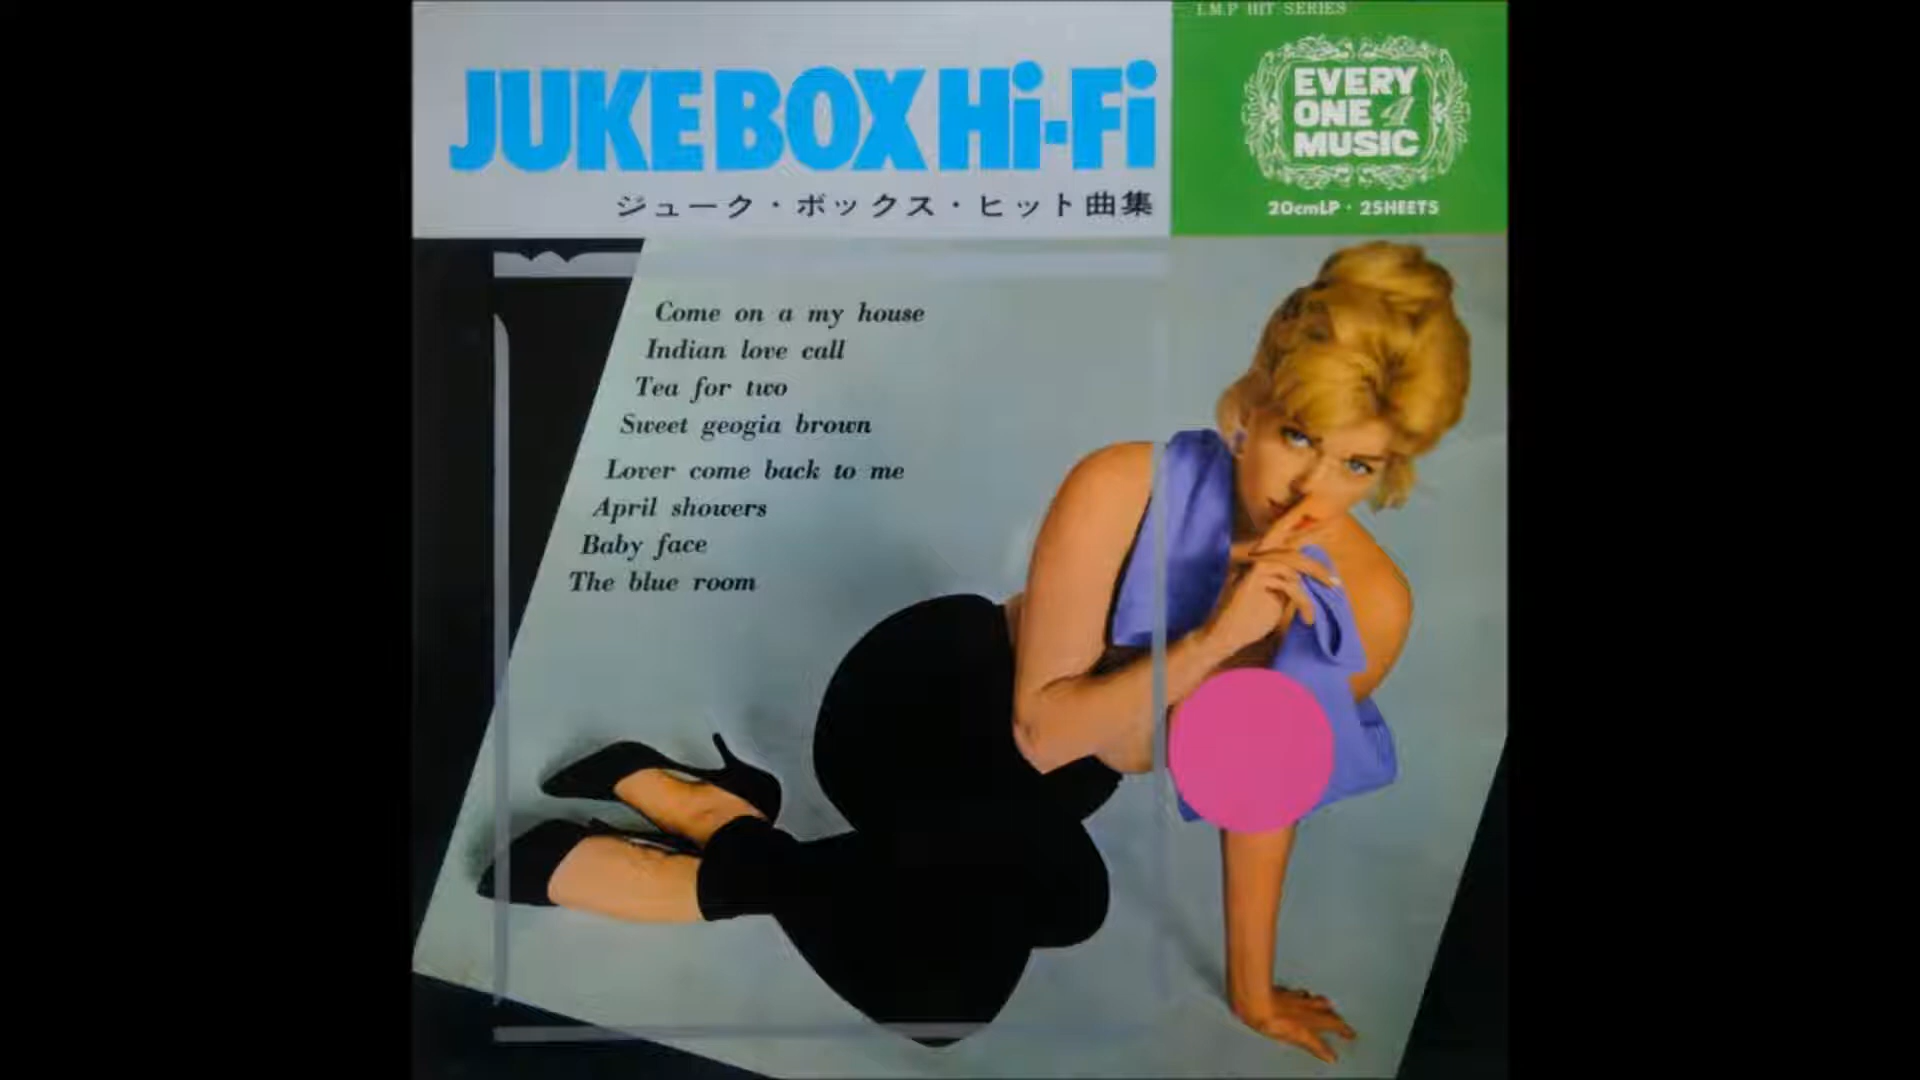 I.M.P HIT SERIES
JUKE BOX Hi-Fi
ジューク・ボックス・ヒット曲集
EVERY
ONE 4
MUSIC
20cmLP・2SHEETS
Come on a my house
Indian love call
Tea for two
Sweet geogia brown
Lover come back to me
April showers
Baby face
The blue room